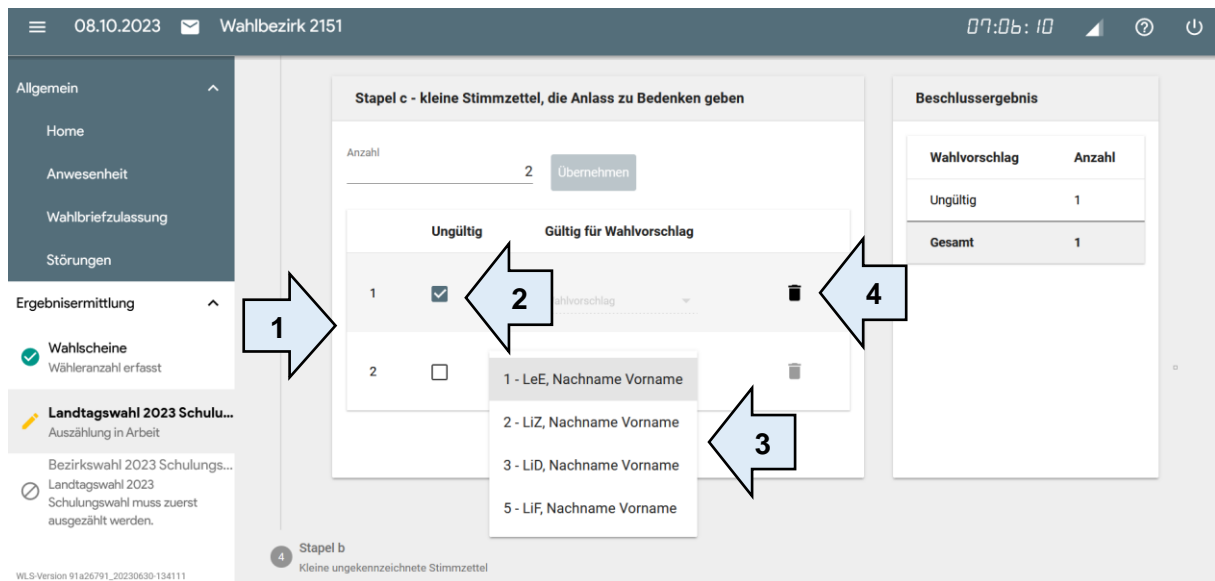 08.10.2023 Wahlbezirk 2151 07:06:10
Allgemein
Home
Anwesenheit
Wahlbriefzulassung
Störungen
Ergebnisermittlung
Wahlscheine
Wähleranzahl erfasst
Landtagswahl 2023 Schulu...
Auszählung in Arbeit
Bezirkswahl 2023 Schulungs...
Landtagswahl 2023
Schulungswahl muss zuerst
ausgezählt werden.
WLS-Version 91a26791_20230630-134111
Stapel c - kleine Stimmzettel, die Anlass zu Bedenken geben
Anzahl
2 Übernehmen
Ungültig Gültig für Wahlvorschlag
1
2
1 - LeE, Nachname Vorname
2 - LiZ, Nachname Vorname
3 - LiD, Nachname Vorname
5 - LiF, Nachname Vorname
1
2
3
4
4 Stapel b
Kleine ungekennzeichnete Stimmzettel
Beschlussergebnis
Wahlvorschlag Anzahl
Ungültig 1
Gesamt 1